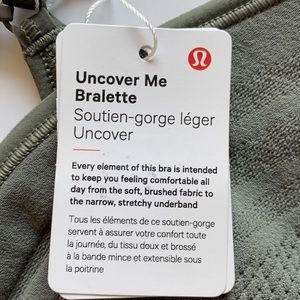 Uncover Me
Bralette
Soutien-gorge léger
Uncover
Every element of this bra is intended
to keep you feeling comfortable all
day from the soft, brushed fabric to
the narrow, stretchy underband
Tous les éléments de ce soutien-gorge
servent à assurer votre confort toute
la journée, du tissu doux et brossé
à la bande mince et extensible sous
la poitrine